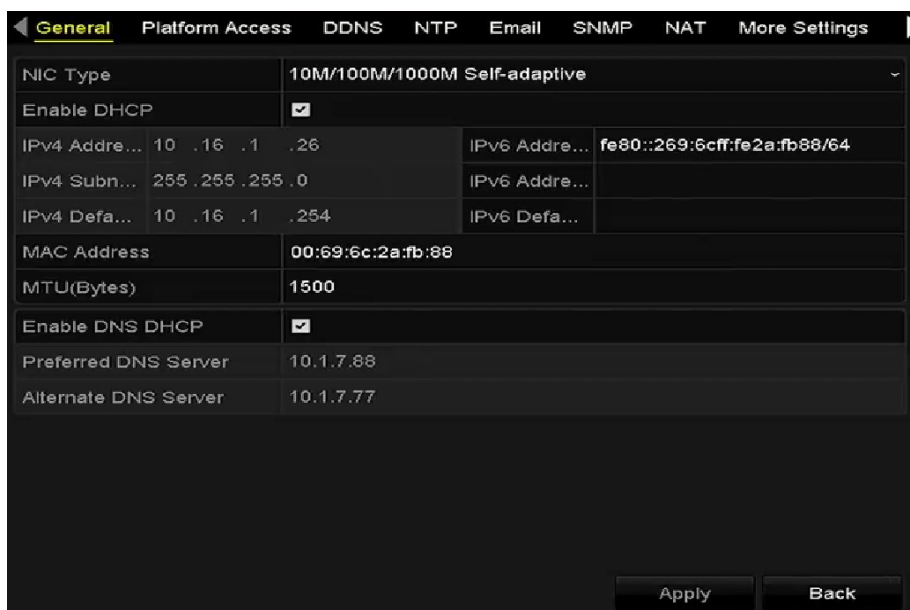 General Platform Access DDNS NTP Email SNMP NAT More Settings
NIC Type 10M/100M/1000M Self-adaptive
Enable DHCP
IPv4 Addre... 10 .16 .1 .26 IPv6 Addre... fe80::269:6cff:fe2a:fb88/64
IPv4 Subn... 255.255.255.0 IPv6 Addre...
IPv4 Defa... 10 .16 .1 .254 IPv6 Defa...
MAC Address 00:69:6c:2a:fb:88
MTU(Bytes) 1500
Enable DNS DHCP
Preferred DNS Server 10.1.7.88
Alternate DNS Server 10.1.7.77
Apply Back